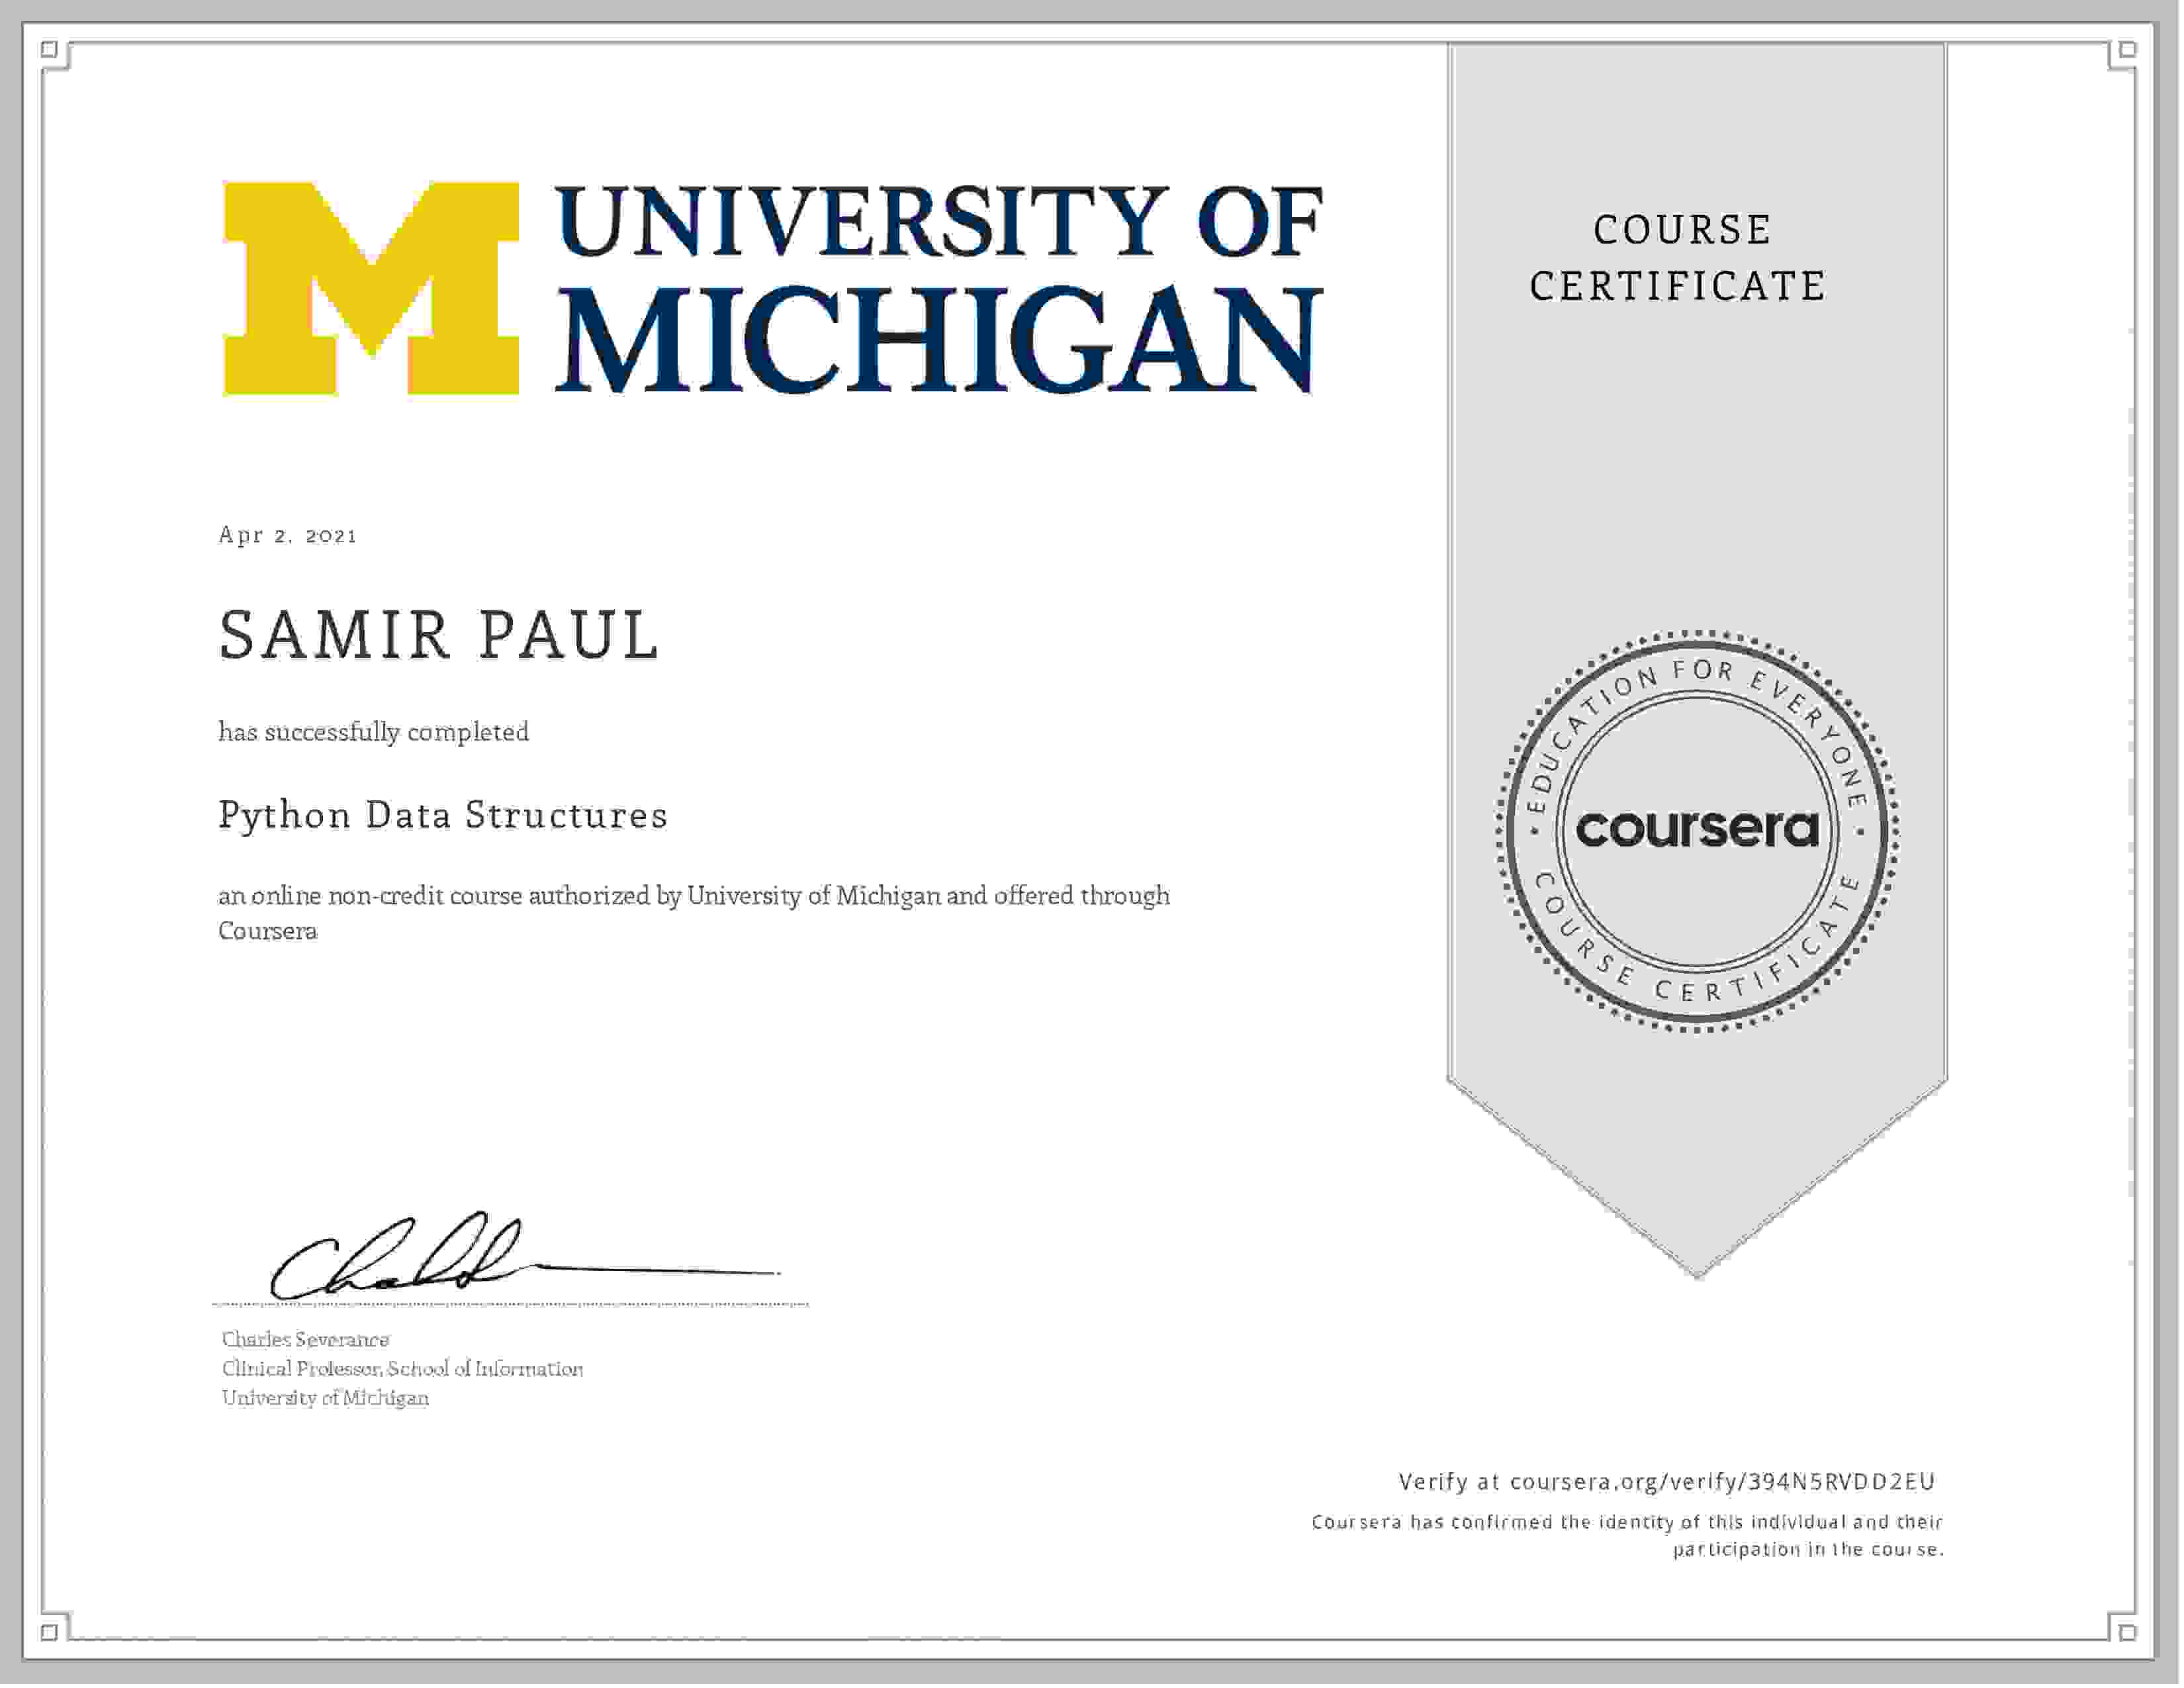 M UNIVERSITY OF
MICHIGAN
COURSE
CERTIFICATE
Apr 2, 2021
SAMIR PAUL
has successfully completed
Python Data Structures
an online non-credit course authorized by University of Michigan and offered through
Coursera
EDUCATION FOR EVERYONE
coursera
COURSE CERTIFICATE
Charles Severance
Clinical Professor, School of Information
University of Michigan
Verify at coursera.org/verify/394N5RVDD2EU
Coursera has confirmed the identity of this individual and their
participation in the course.